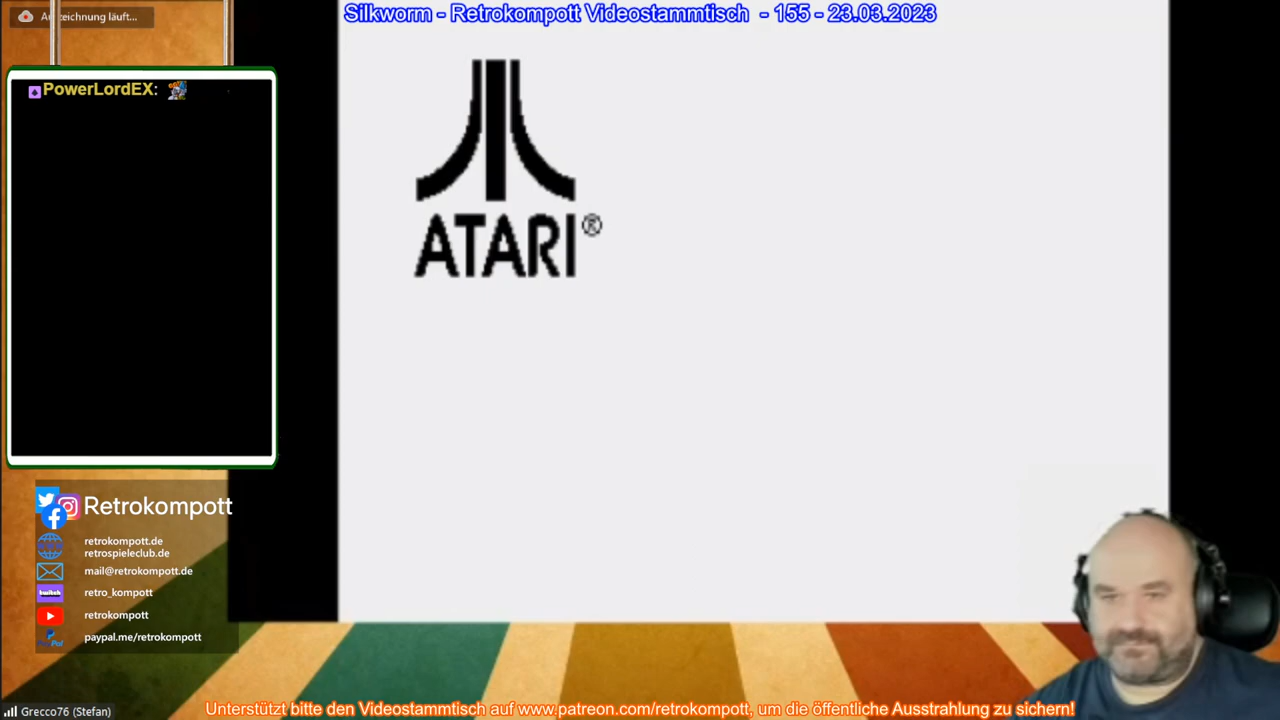 Aufzeichnung läuft...
Silkworm - Retrokompott Videostammtisch - 155 - 23.03.2023
PowerLordEX:
ATARI®
Retrokompott
retrokompott.de
retrospieleclub.de
mail@retrokompott.de
twitch
retro_kompott
retrokompott
PayPal
paypal.me/retrokompott
Grecco76 (Stefan)
Unterstützt bitte den Videostammtisch auf www.patreon.com/retrokompott, um die öffentliche Ausstrahlung zu sichern!